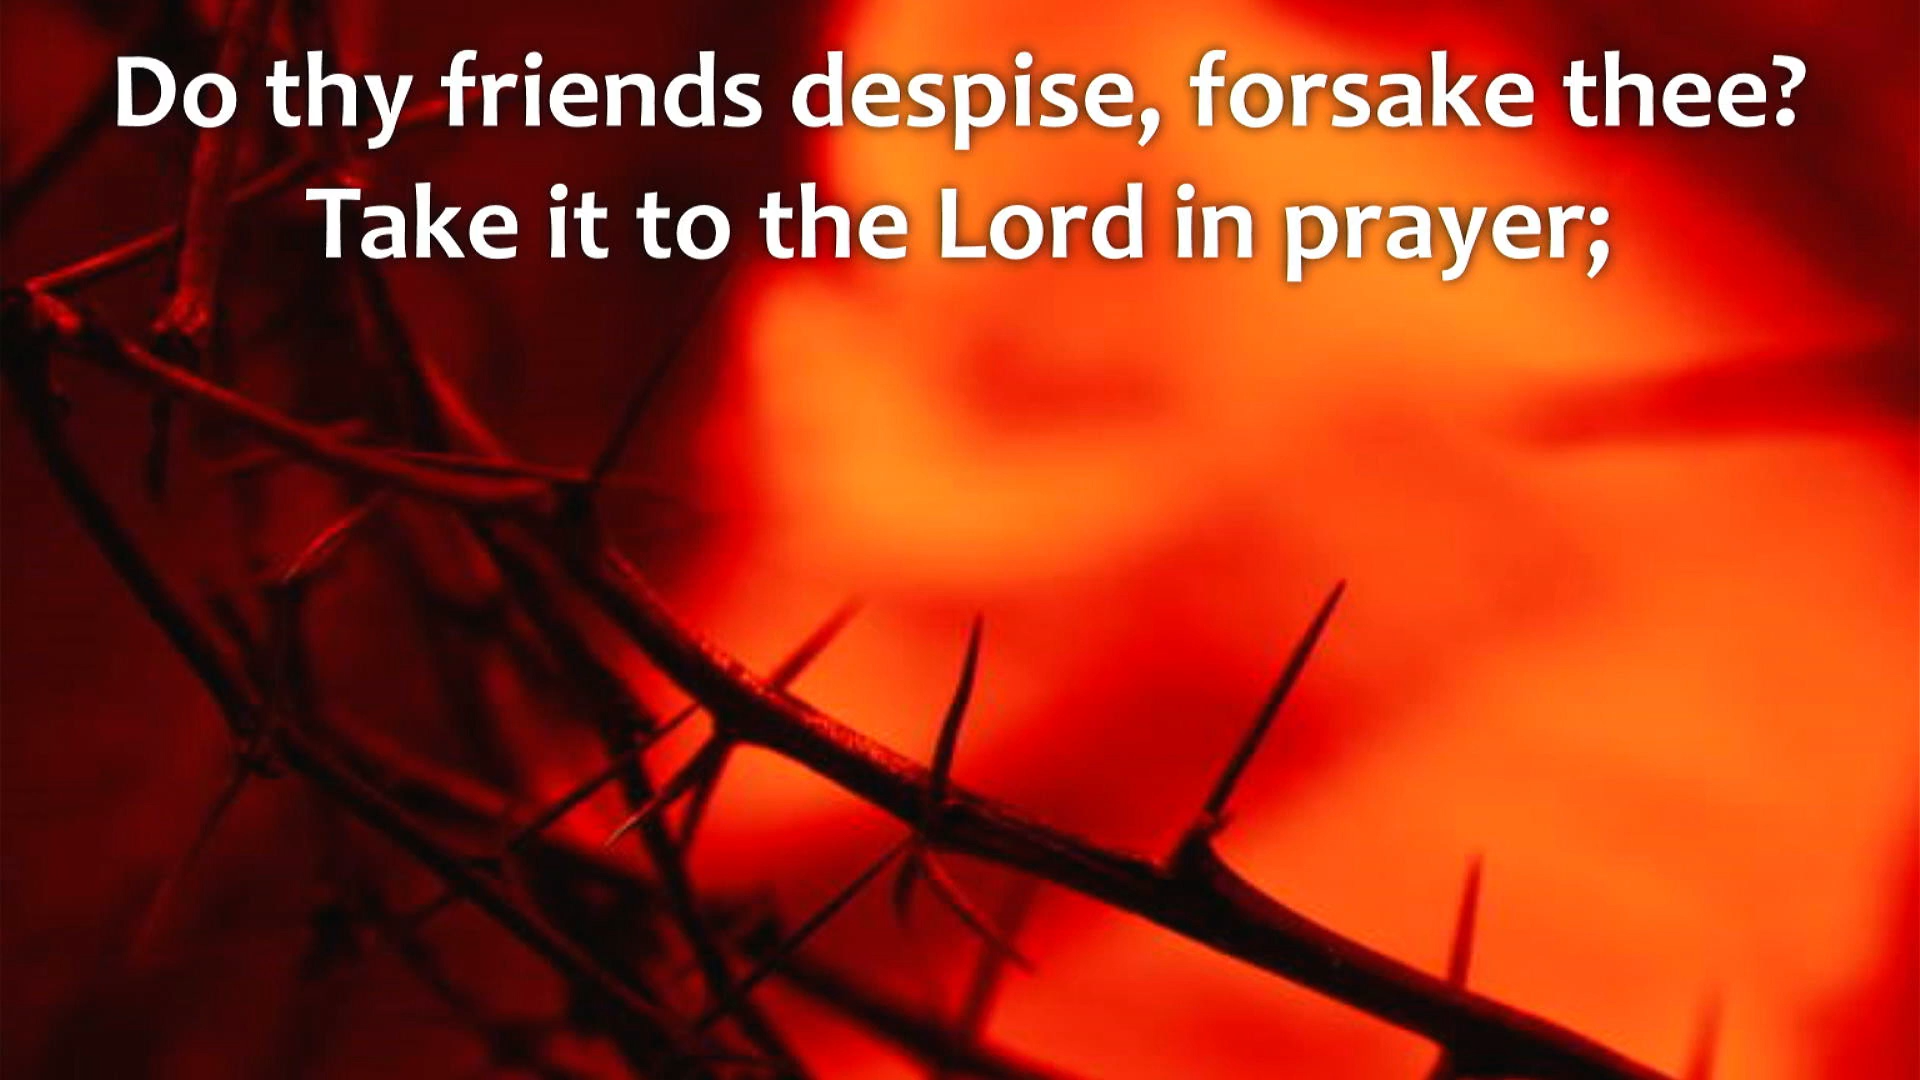 Do thy friends despise, forsake thee?
Take it to the Lord in prayer;